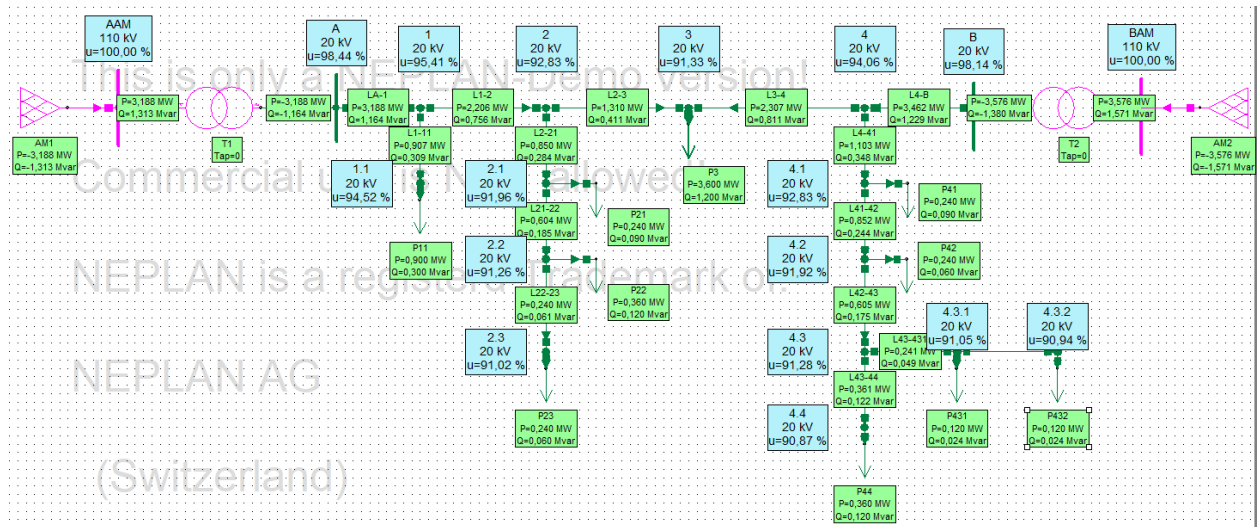 AAM
110 kV
u=100,00 %
A
20 kV
u=98,44 %
1
20 kV
u=95,41 %
2
20 kV
u=92,83 %
3
20 kV
u=91,33 %
4
20 kV
u=94,06 %
B
20 kV
u=98,14 %
BAM
110 kV
u=100,00 %
This is only a NEPLAN-Demo version!
P=3,188 MW
Q=1,313 Mvar
P=-3,188 MW
Q=-1,164 Mvar
LA-1
P=3,188 MW
Q=1,164 Mvar
L1-2
P=2,206 MW
Q=0,756 Mvar
L2-3
P=1,310 MW
Q=0,411 Mvar
L3-4
P=2,307 MW
Q=0,811 Mvar
L4-B
P=3,462 MW
Q=1,229 Mvar
P=-3,576 MW
Q=-1,380 Mvar
P=3,576 MW
Q=1,571 Mvar
AM1
P=-3,188 MW
Q=-1,313 Mvar
T1
Tap=0
L1-11
P=0,907 MW
Q=0,309 Mvar
L2-21
P=0,850 MW
Q=0,284 Mvar
L4-41
P=1,103 MW
Q=0,348 Mvar
T2
Tap=0
AM2
P=-3,576 MW
Q=-1,571 Mvar
Commercial u is N allowed!
1.1
20 kV
u=94,52 %
2.1
20 kV
u=91,96 %
P3
P=3,600 MW
Q=1,200 Mvar
4.1
20 kV
u=92,83 %
P41
P=0,240 MW
Q=0,090 Mvar
L21-22
P=0,604 MW
Q=0,185 Mvar
P21
P=0,240 MW
Q=0,090 Mvar
L41-42
P=0,852 MW
Q=0,244 Mvar
P11
P=0,900 MW
Q=0,300 Mvar
2.2
20 kV
u=91,26 %
4.2
20 kV
u=91,92 %
P42
P=0,240 MW
Q=0,060 Mvar
NEPLAN is a register Trademark of:
L22-23
P=0,240 MW
Q=0,061 Mvar
P22
P=0,360 MW
Q=0,120 Mvar
L42-43
P=0,605 MW
Q=0,175 Mvar
4.3.1
20 kV
u=91,05 %
4.3.2
20 kV
u=90,94 %
2.3
20 kV
u=91,02 %
4.3
20 kV
u=91,28 %
L43-431
P=0,241 MW
Q=0,049 Mvar
NEPLAN AG
L43-44
P=0,361 MW
Q=0,122 Mvar
P23
P=0,240 MW
Q=0,060 Mvar
4.4
20 kV
u=90,87 %
P431
P=0,120 MW
Q=0,024 Mvar
P432
P=0,120 MW
Q=0,024 Mvar
(Switzerland)
P44
P=0,360 MW
Q=0,120 Mvar